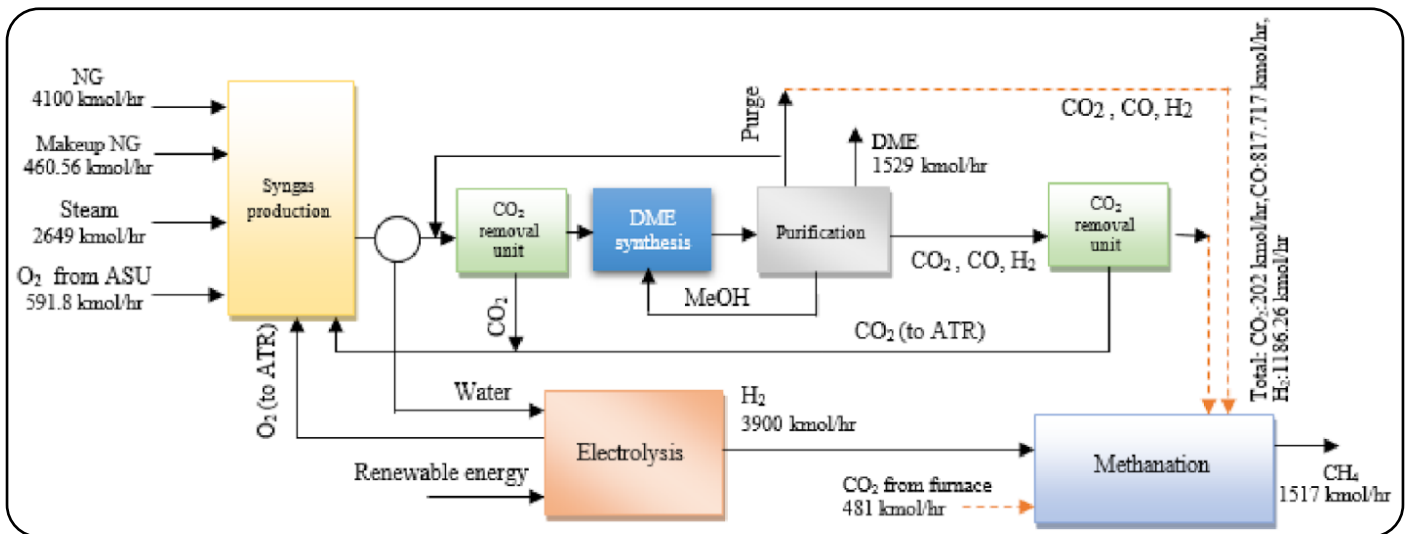 NG
4100 kmol/hr
Makeup NG
460.56 kmol/hr
Steam
2649 kmol/hr
O₂ from ASU
591.8 kmol/hr
Syngas
production
O₂ (to ATR)
CO₂
removal
unit
CO₂
DME
synthesis
MeOH
Purification
Purge
DME
1529 kmol/hr
CO₂ , CO, H₂
CO₂ , CO, H₂
CO₂
removal
unit
CO₂ (to ATR)
Total: CO₂:202 kmol/hr,CO:817.717 kmol/hr,
H₂:1186.26 kmol/hr
Water
Renewable energy
Electrolysis
H₂
3900 kmol/hr
CO₂ from furnace
481 kmol/hr
Methanation
CH₄
1517 kmol/hr